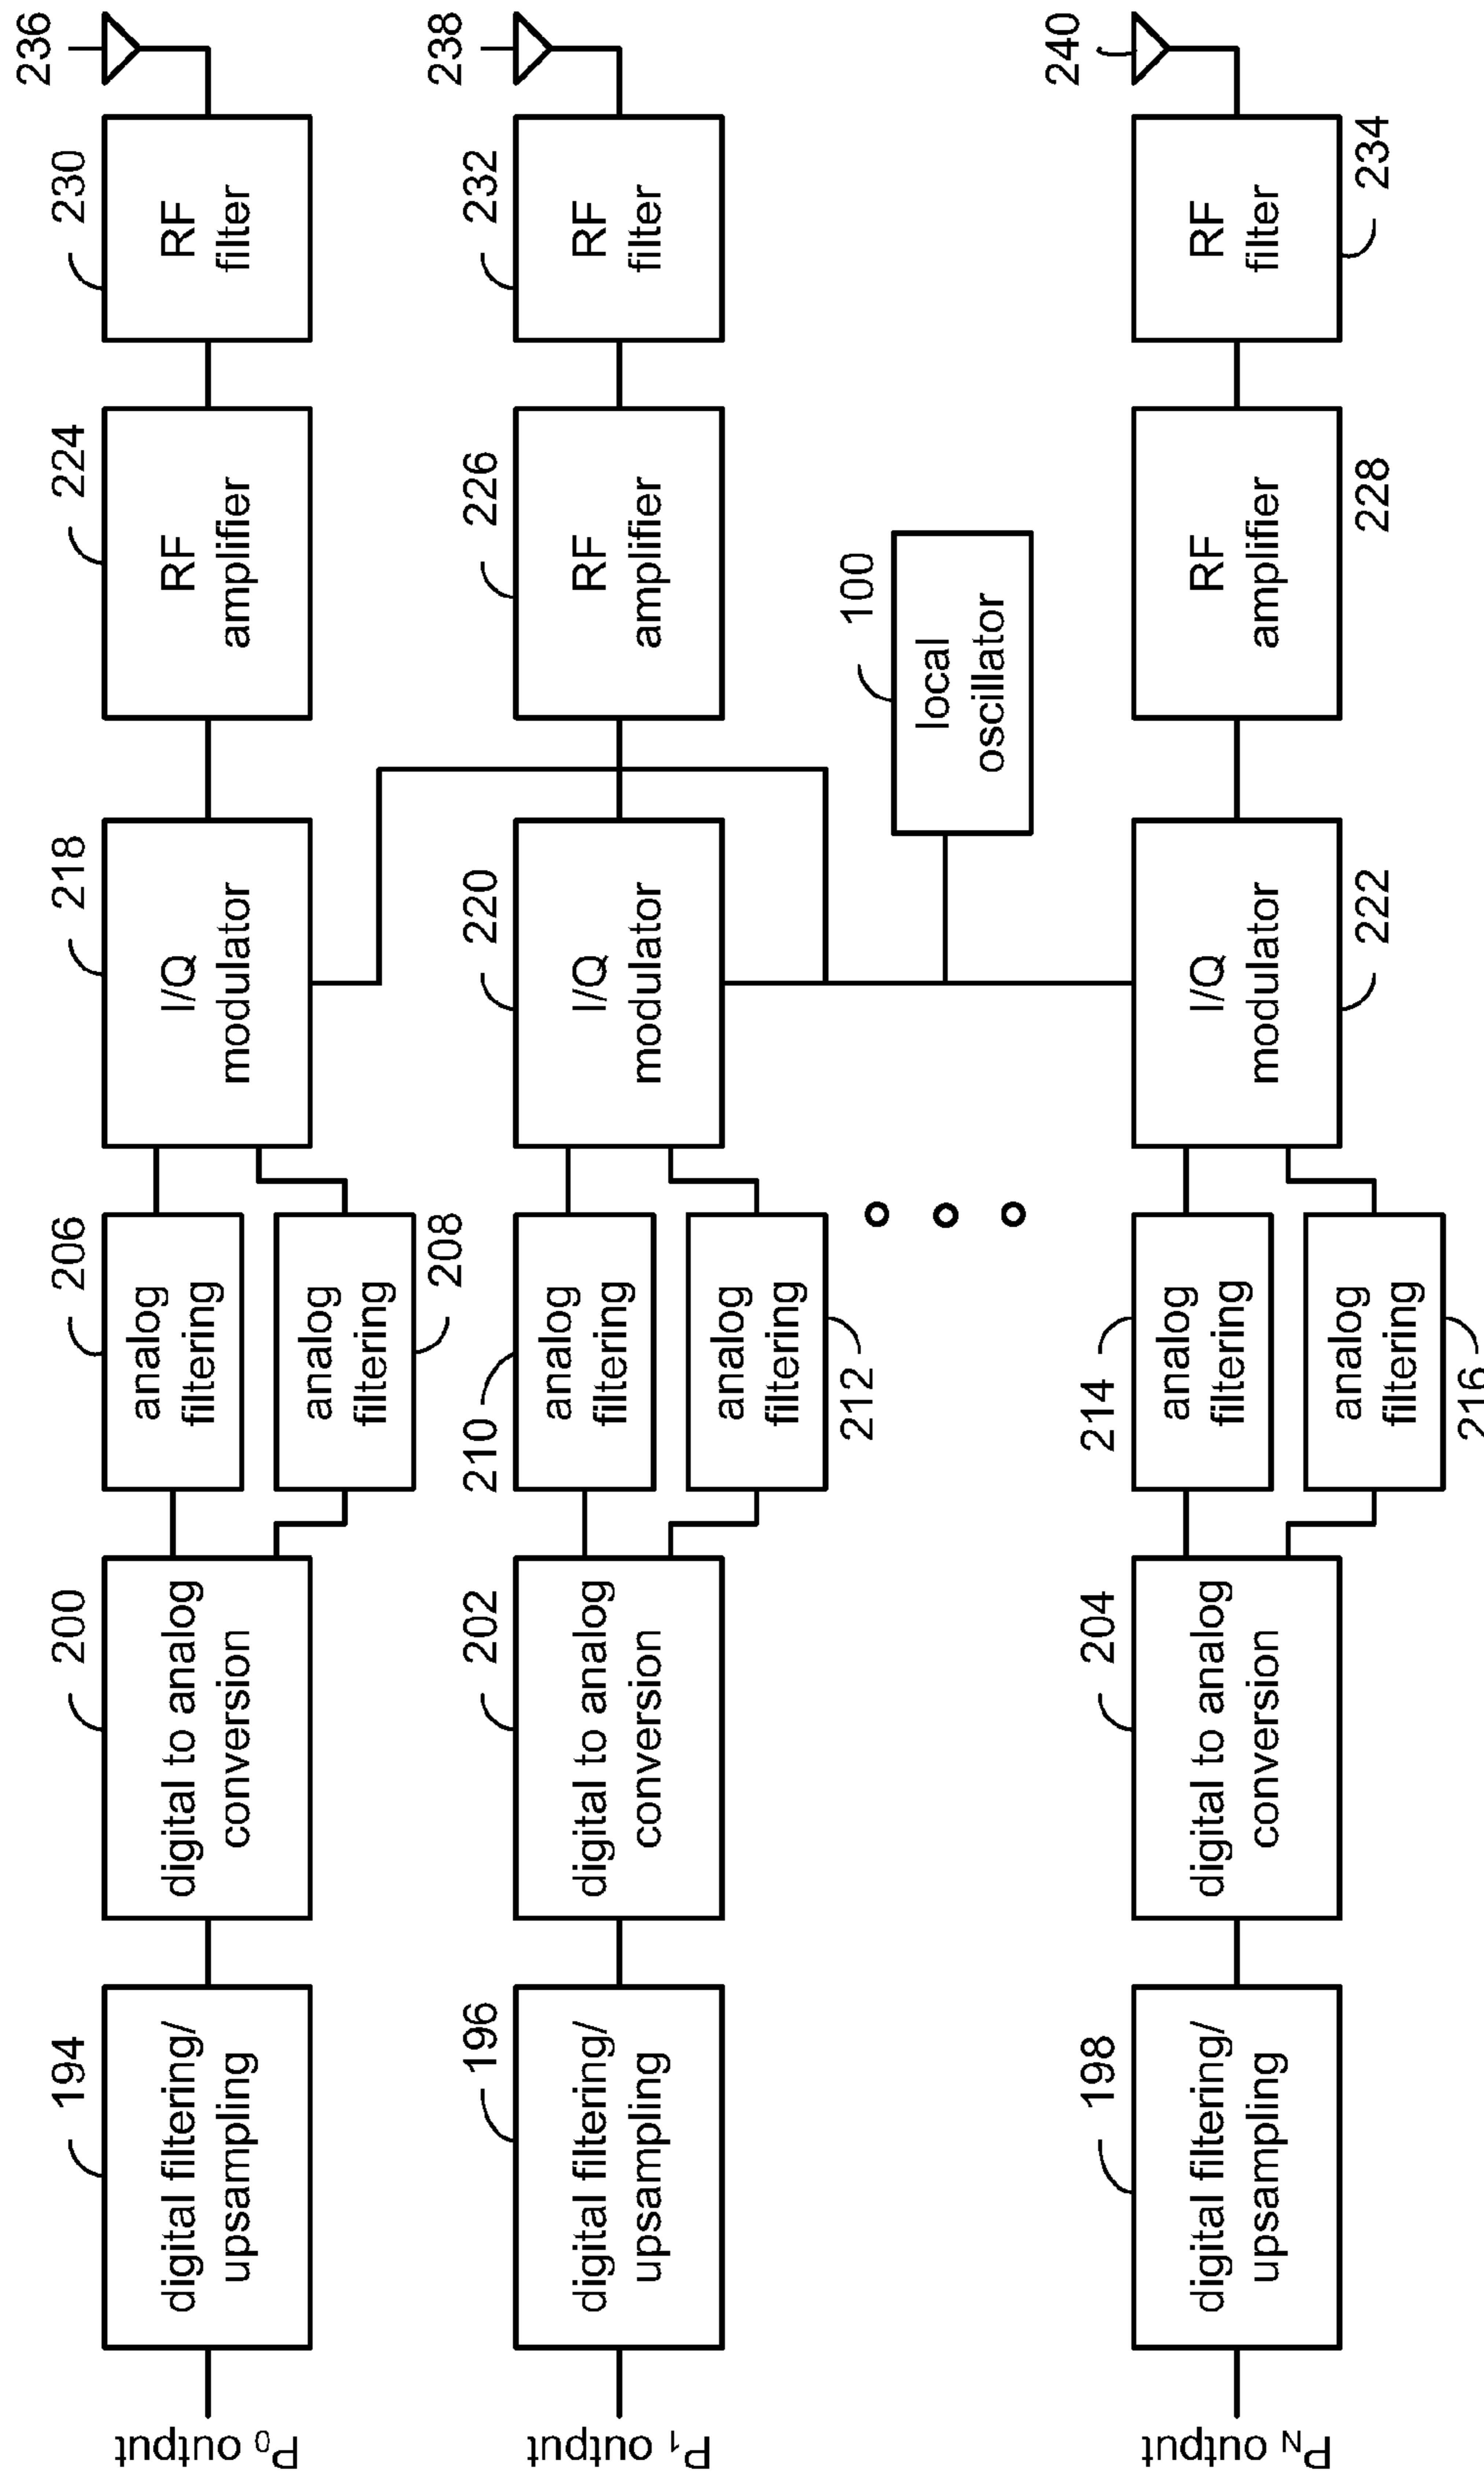 P0 output
194
digital filtering/
upsampling
200
digital to analog
conversion
206
analog
filtering
analog
filtering
208
218
I/Q
modulator
224
RF
amplifier
230
RF
filter
236
P1 output
196
digital filtering/
upsampling
202
digital to analog
conversion
210
analog
filtering
analog
filtering
212
220
I/Q
modulator
226
RF
amplifier
232
RF
filter
238
100
local
oscillator
PN output
198
digital filtering/
upsampling
204
digital to analog
conversion
214
analog
filtering
analog
filtering
216
I/Q
modulator
222
RF
amplifier
228
RF
filter
234
240